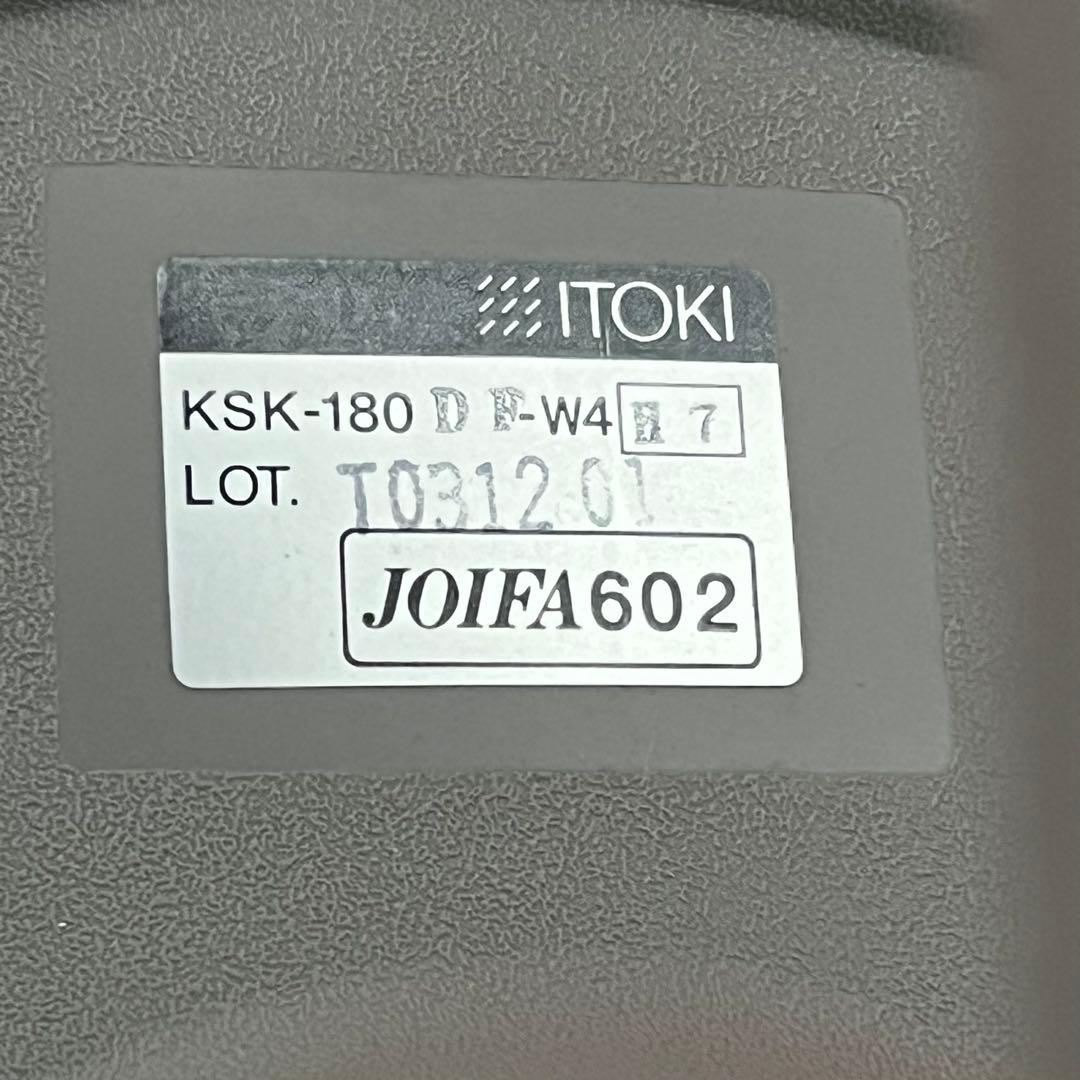 ITOKI
KSK-180 D F-W4 H 7
LOT. T0312 01
JOIFA602